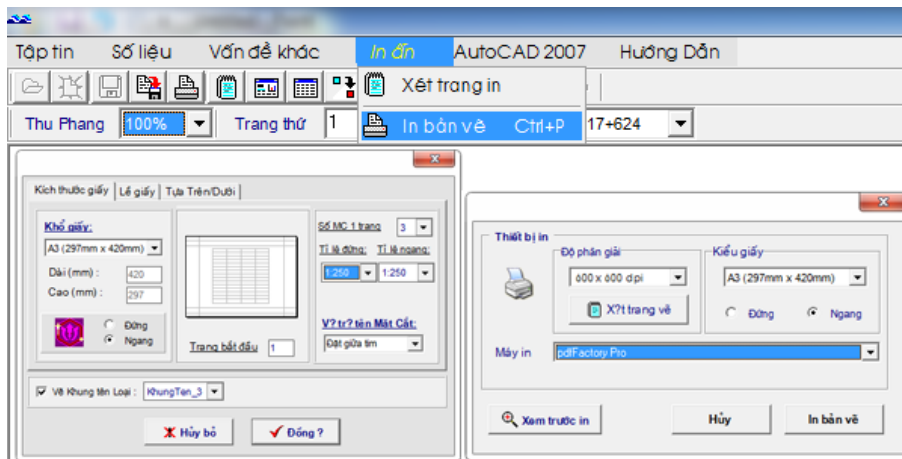 Tập tin Số liệu Vấn đề khác In ấn AutoCAD 2007 Hướng Dẫn
Xét trang in
Thu Phang 100% Trang thứ 1 In bản vẽ Ctrl+P 17+624
Kích thước giấy Lề giấy Tựa Trên/Dưới
Khổ giấy:
A3 (297mm x 420mm)
Dài (mm) : 420
Cao (mm) : 297
Đứng
Ngang
Trang bắt đầu 1
Số MC 1 trang 3
Tỉ lệ đứng: Tỉ lệ ngang:
1:250 1:250
V? tr? tên Mặt Cắt:
Đặt giữa tim
Vẽ Khung tên Loại : KhungTen_3
Hủy bỏ Đồng ?
Thiết bị in
Độ phân giải
600 x 600 dpi
X?t trang vẽ
Kiểu giấy
A3 (297mm x 420mm)
Đứng Ngang
Máy in pdfFactory Pro
Xem trước in Hủy In bản vẽ